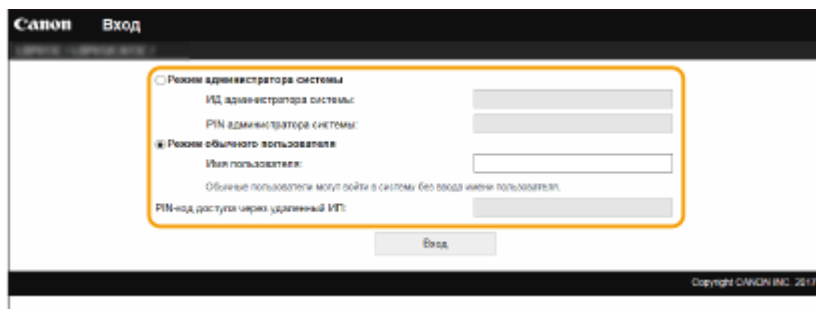 Canon Вход
Режим администратора системы
ИД администратора системы:
PIN администратора системы:
Режим обычного пользователя
Имя пользователя:
Обычные пользователи могут войти в систему без ввода имени пользователя.
PIN-код доступа через удаленный ИП:
Вход
Copyright CANON INC. 2017